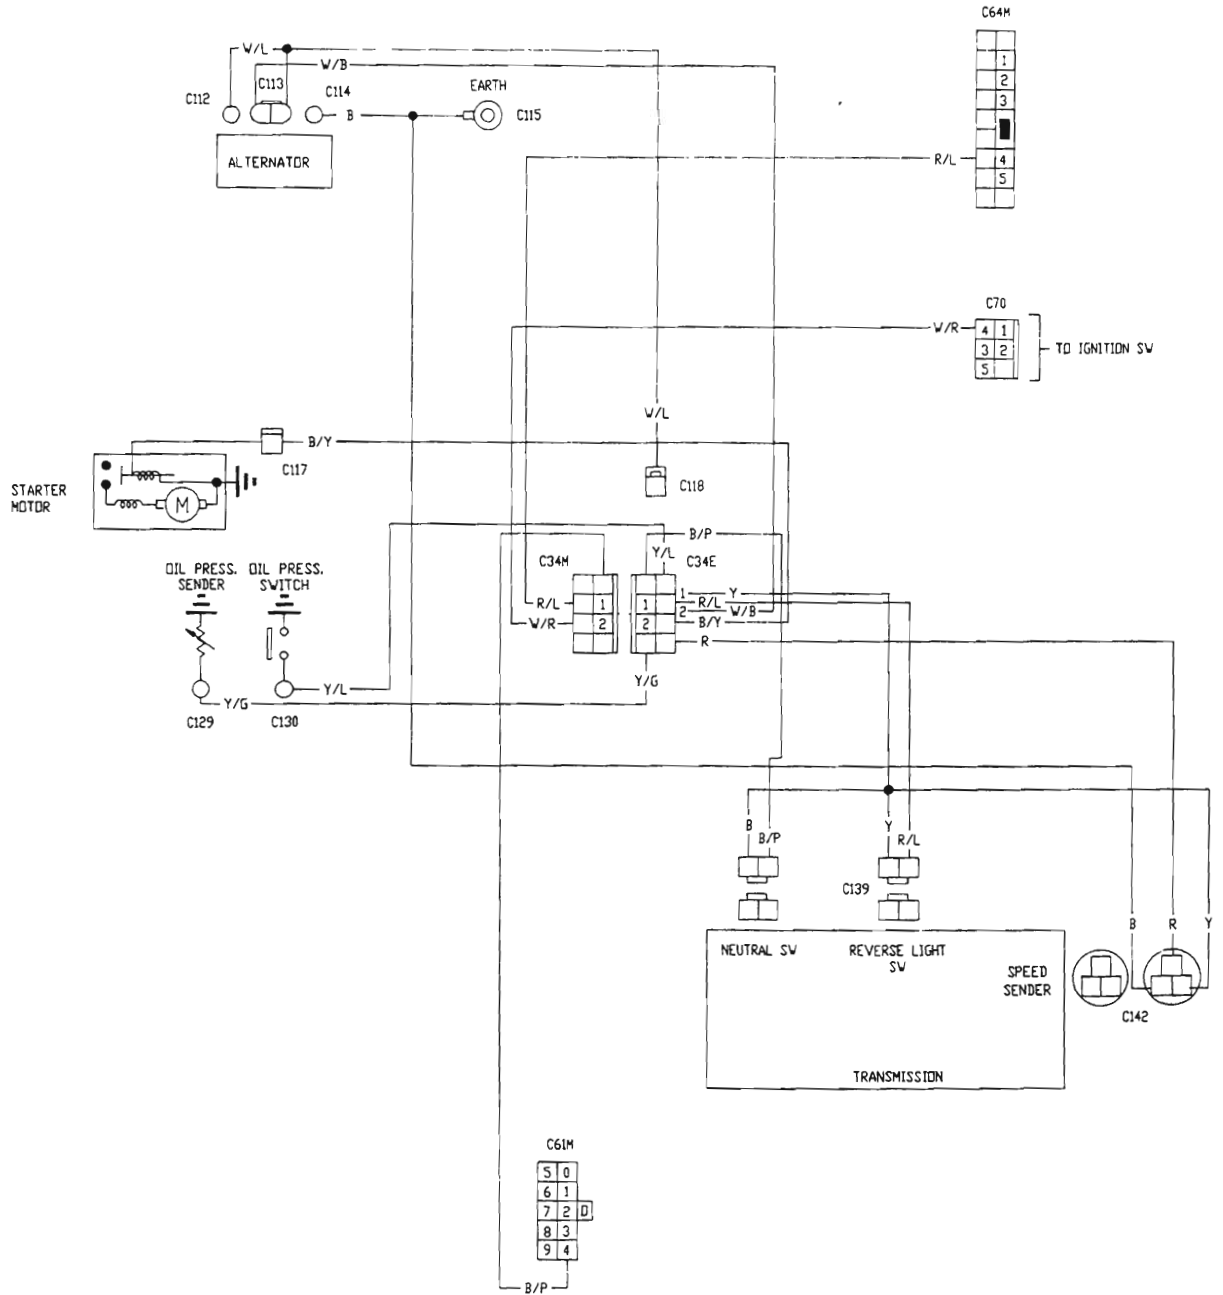 C64M
W/L
W/B
C113
C114
C112
B
EARTH
C115
ALTERNATOR
1
2
3
R/L
4
5
C70
W/R
4 1
3 2
5
TO IGNITION SW
W/L
B/Y
C117
C118
STARTER
MOTOR
M
B/P
Y/L
C34M
C34E
OIL PRESS.
SENDER
OIL PRESS.
SWITCH
R/L
1
1
1
Y
R/L
W/R
2
2
2
W/B
B/Y
R
Y/L
Y/G
Y/G
C129
C130
B
B/P
Y
R/L
C139
B
R
Y
NEUTRAL SW
REVERSE LIGHT
SW
SPEED
SENDER
C142
TRANSMISSION
C61M
5 0
6 1
7 2 D
8 3
9 4
B/P